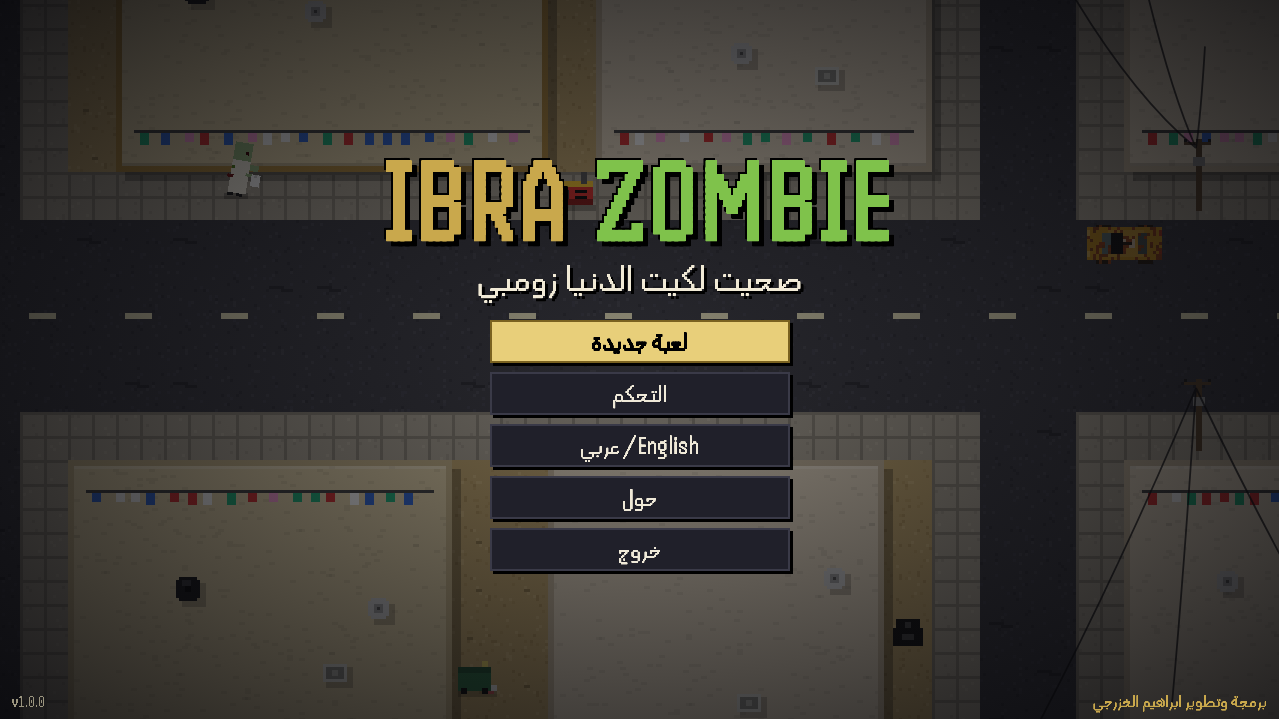 IBRA ZOMBIE
صحيت لكيت الدنيا زومبي
لعبة جديدة
التحكم
English/ عربي
حول
خروج
v1.0.0
برمجة وتطوير ابراهيم الخزرجي